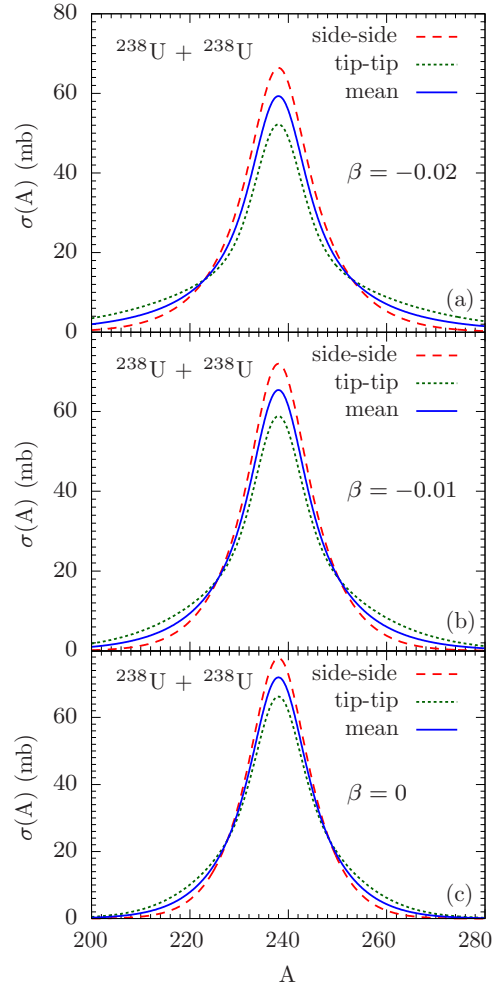 80
60
40
20
0
σ(A) (mb)
²³⁸U + ²³⁸U
side-side
tip-tip
mean
β = −0.02
(a)
60
40
20
0
σ(A) (mb)
²³⁸U + ²³⁸U
side-side
tip-tip
mean
β = −0.01
(b)
60
40
20
0
σ(A) (mb)
²³⁸U + ²³⁸U
side-side
tip-tip
mean
β = 0
(c)
200 220 240 260 280
A